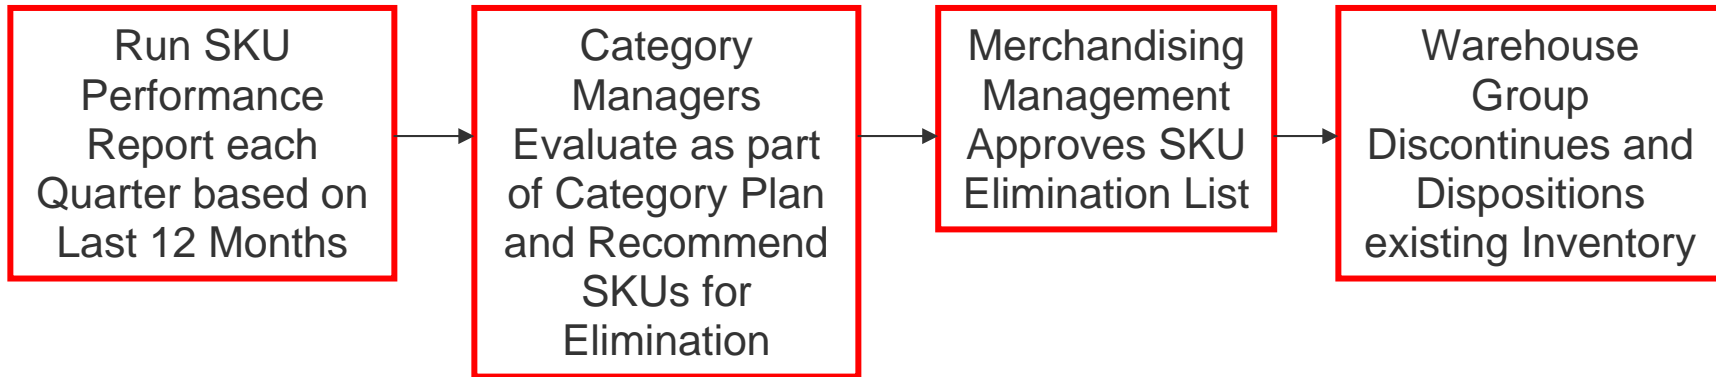 Run SKU
Performance
Report each
Quarter based on
Last 12 Months
Category
Managers
Evaluate as part
of Category Plan
and Recommend
SKUs for
Elimination
Merchandising
Management
Approves SKU
Elimination List
Warehouse
Group
Discontinues and
Dispositions
existing Inventory